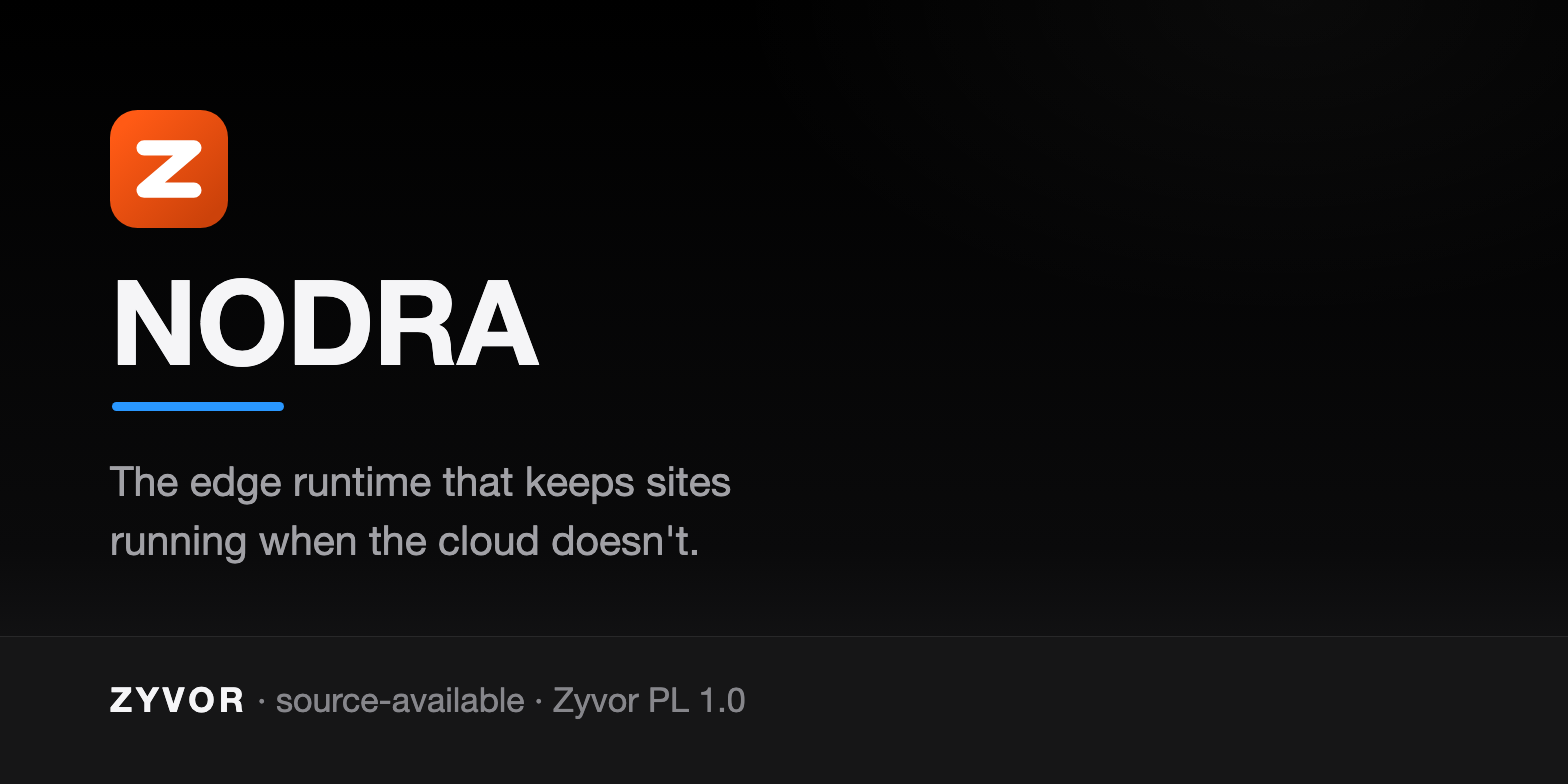 Z
NODRA
The edge runtime that keeps sites
running when the cloud doesn't.
ZYVOR · source-available · Zyvor PL 1.0